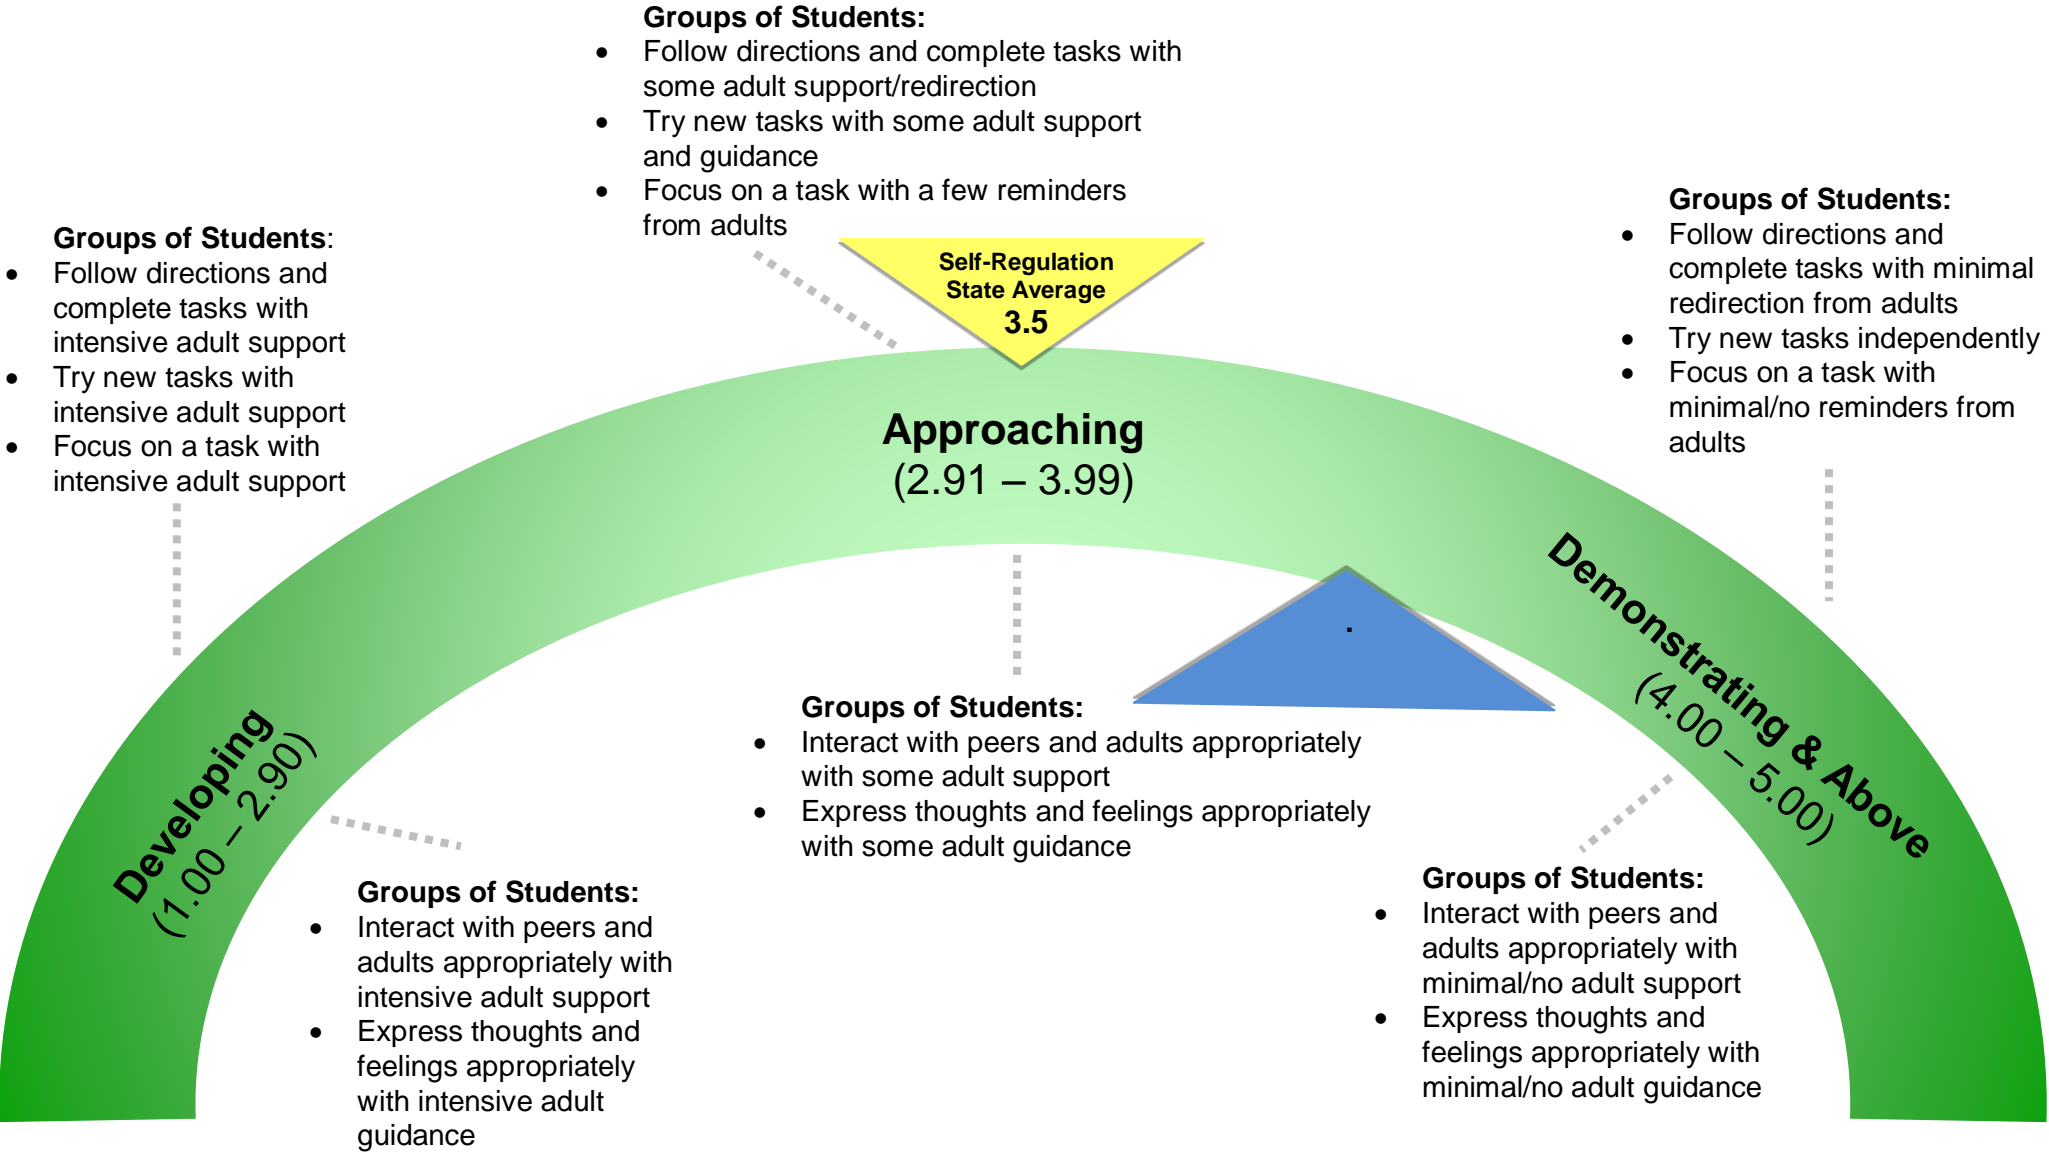 Groups of Students:
• Follow directions and complete tasks with
some adult support/redirection
• Try new tasks with some adult support
and guidance
• Focus on a task with a few reminders
from adults
Groups of Students:
• Follow directions and
complete tasks with
intensive adult support
• Try new tasks with
intensive adult support
• Focus on a task with
intensive adult support
Self-Regulation
State Average
3.5
Groups of Students:
• Follow directions and
complete tasks with minimal
redirection from adults
• Try new tasks independently
• Focus on a task with
minimal/no reminders from
adults
Approaching
(2.91 – 3.99)
Developing
(1.00 – 2.90)
Demonstrating & Above
(4.00 – 5.00)
.
Groups of Students:
• Interact with peers and adults appropriately
with some adult support
• Express thoughts and feelings appropriately
with some adult guidance
Groups of Students:
• Interact with peers and
adults appropriately with
intensive adult support
• Express thoughts and
feelings appropriately
with intensive adult
guidance
Groups of Students:
• Interact with peers and
adults appropriately with
minimal/no adult support
• Express thoughts and
feelings appropriately with
minimal/no adult guidance